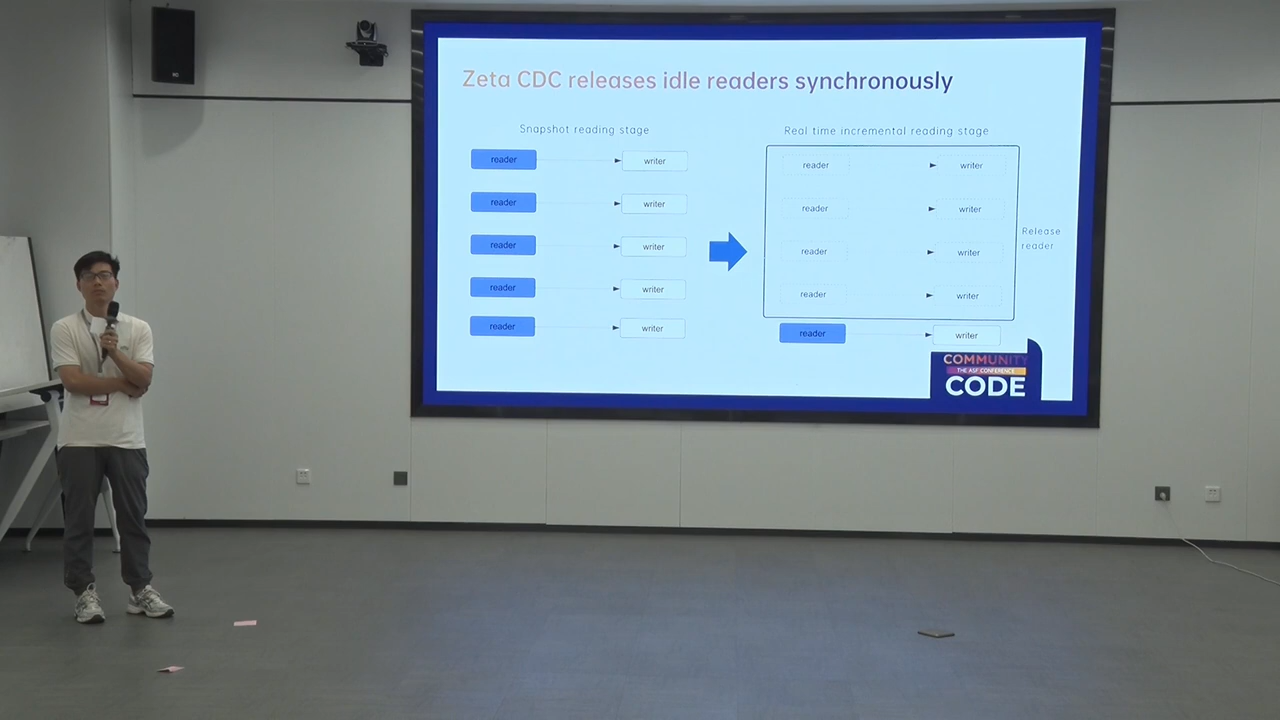 Zeta CDC releases idle readers synchronously
Snapshot reading stage
reader writer
reader writer
reader writer
reader writer
reader writer
Real time incremental reading stage
reader writer
reader writer
reader writer
reader writer
Release
reader
reader writer
COMMUNITY
THE ASF CONFERENCE
CODE